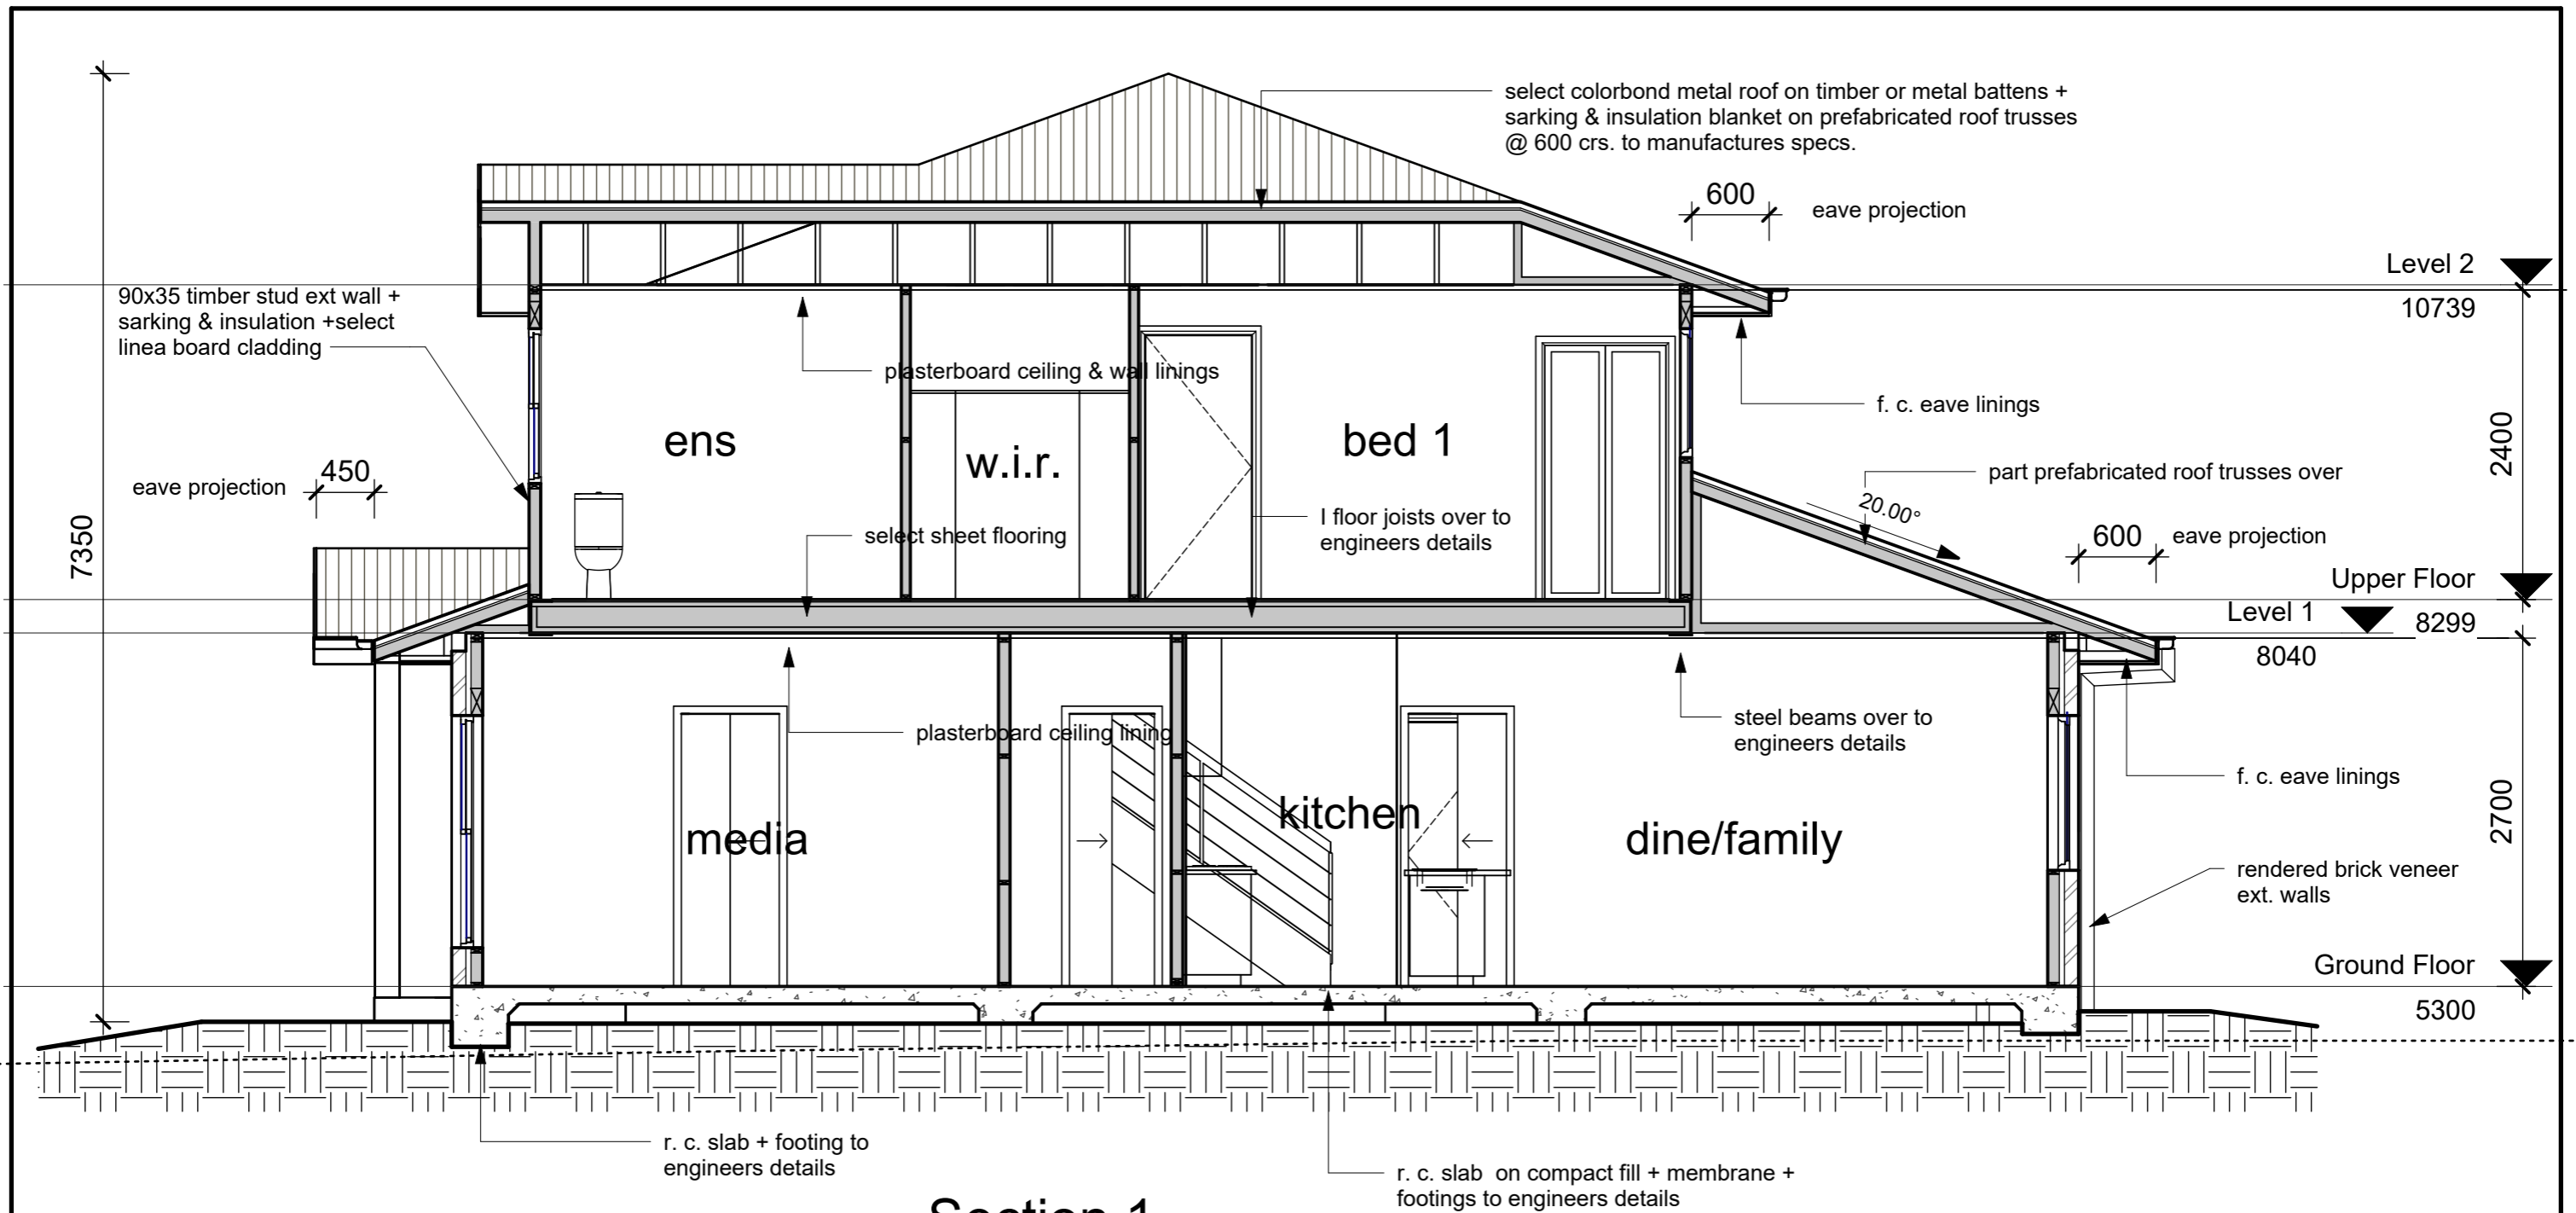 select colorbond metal roof on timber or metal battens +
sarking & insulation blanket on prefabricated roof trusses
@ 600 crs. to manufactures specs.
600
eave projection
Level 2
10739
90x35 timber stud ext wall +
sarking & insulation +select
linea board cladding
plasterboard ceiling & wall linings
f. c. eave linings
ens
w.i.r.
bed 1
2400
eave projection
450
part prefabricated roof trusses over
20.00°
7350
select sheet flooring
I floor joists over to
engineers details
600
eave projection
Upper Floor
8299
Level 1
8040
plasterboard ceiling lining
steel beams over to
engineers details
f. c. eave linings
media
kitchen
dine/family
2700
rendered brick veneer
ext. walls
Ground Floor
5300
r. c. slab + footing to
engineers details
r. c. slab on compact fill + membrane +
footings to engineers details
Section 1